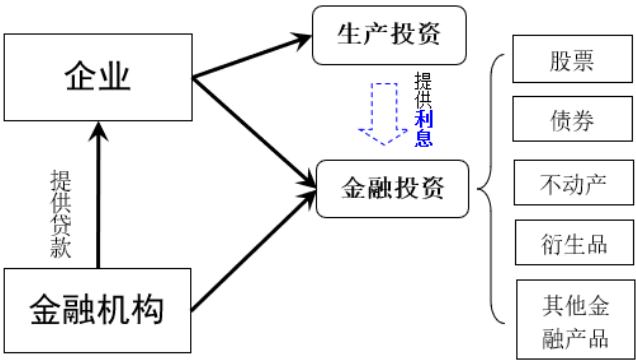 企业
生产投资
提供利息
金融投资
提供贷款
金融机构
股票
债券
不动产
衍生品
其他金
融产品